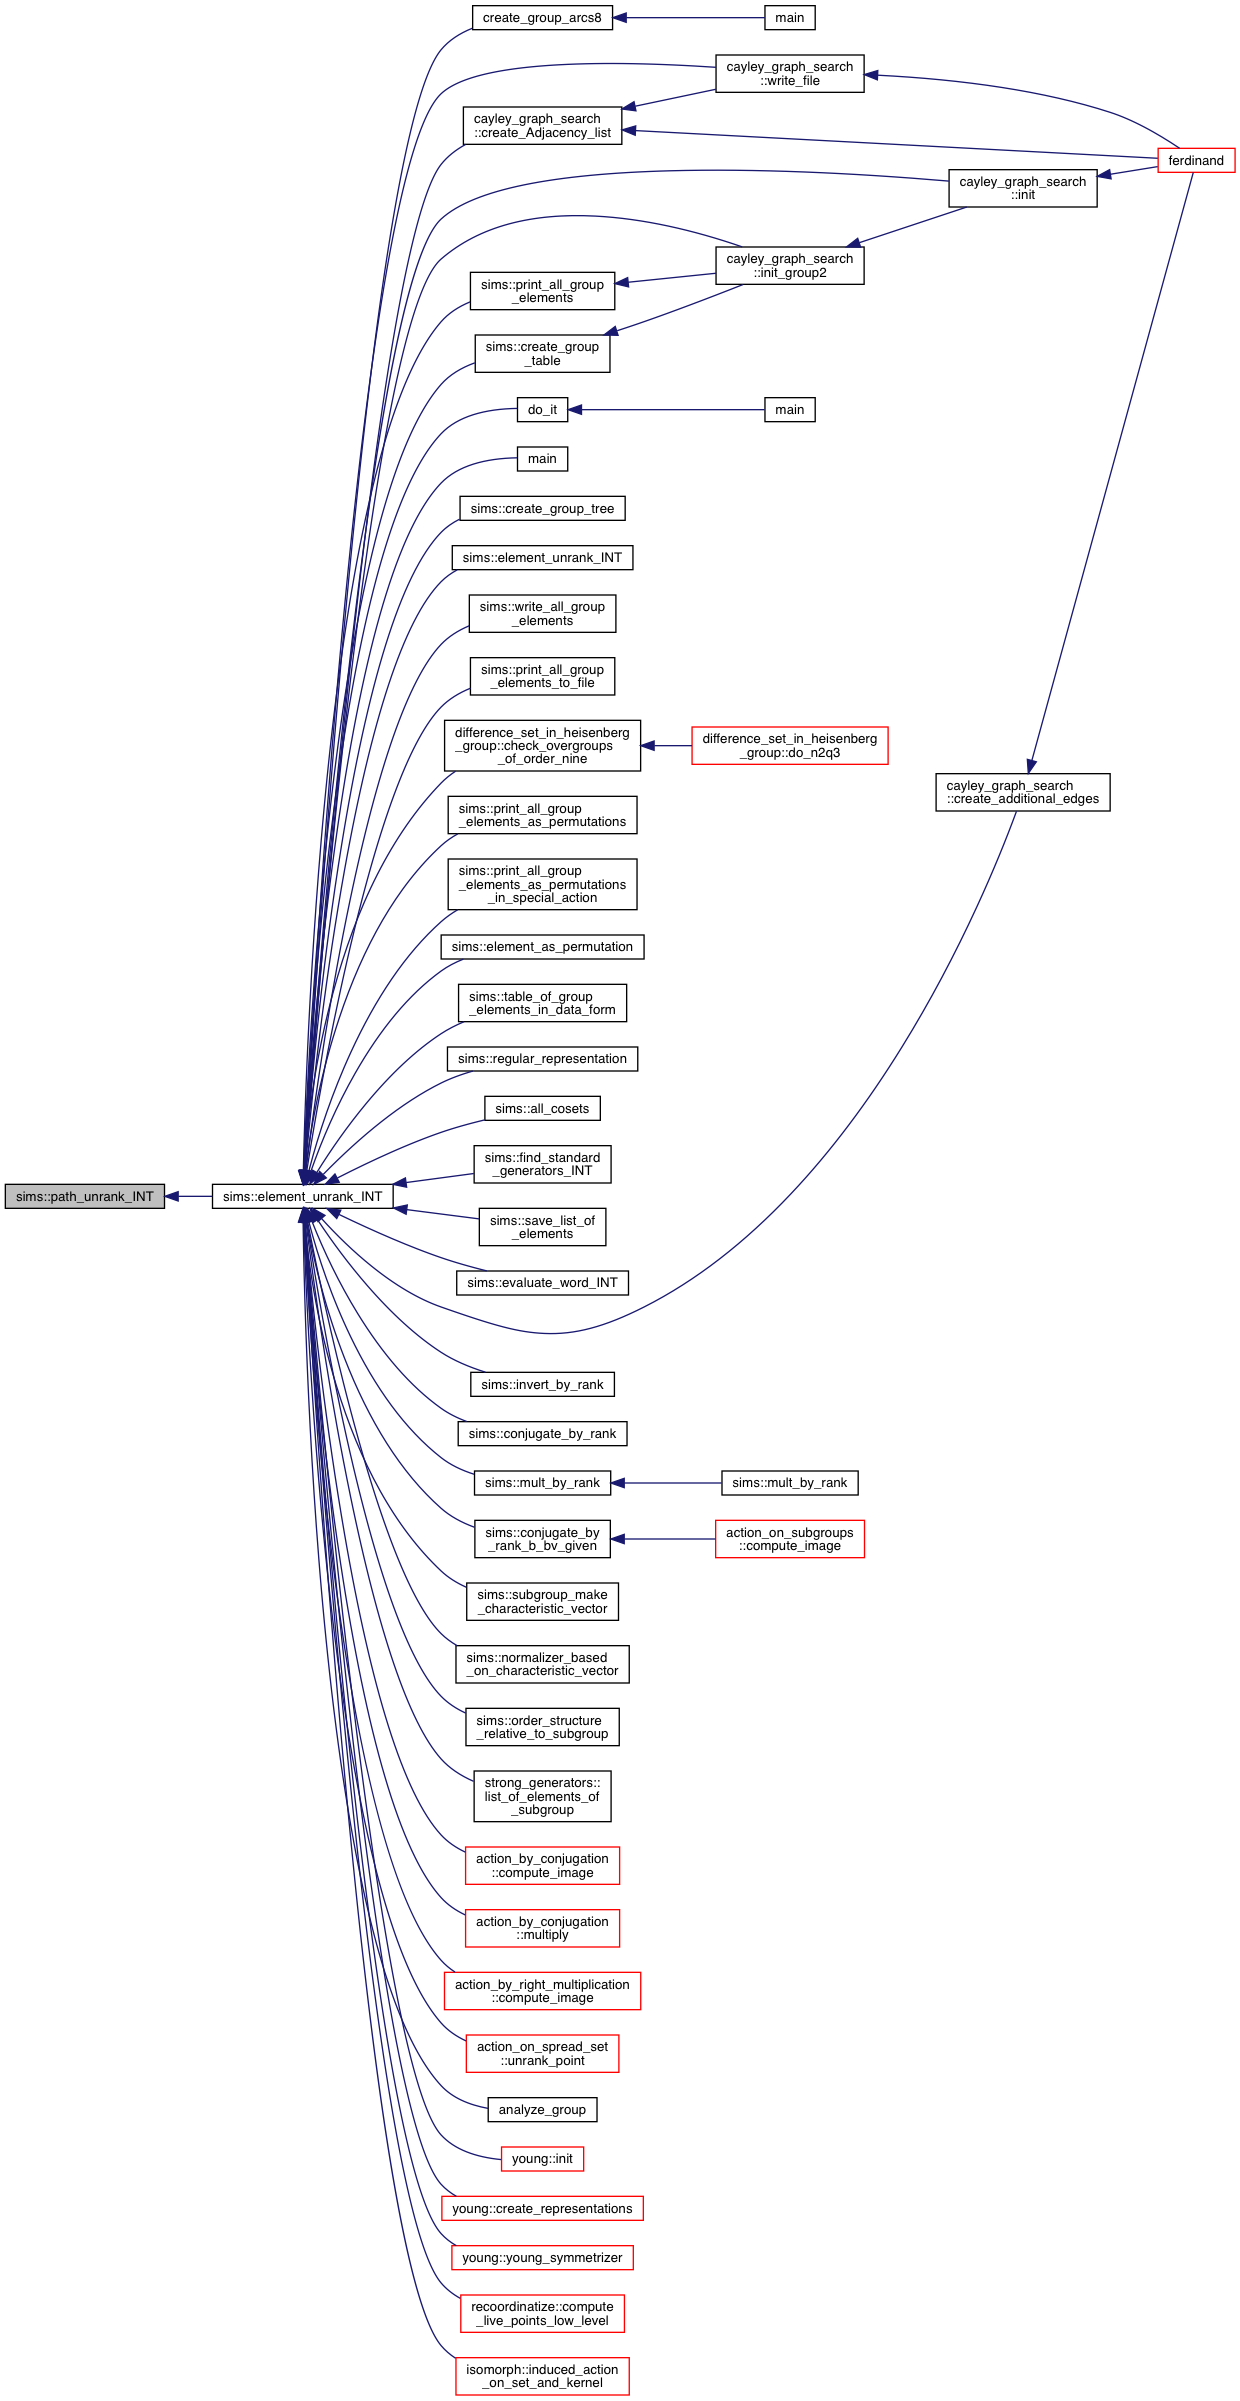 create_group_arcs8
main
cayley_graph_search
::write_file
cayley_graph_search
::create_Adjacency_list
ferdinand
cayley_graph_search
::init
cayley_graph_search
::init_group2
sims::print_all_group
_elements
sims::create_group
_table
do_it
main
main
sims::create_group_tree
sims::element_unrank_INT
sims::write_all_group
_elements
sims::print_all_group
_elements_to_file
difference_set_in_heisenberg
_group::check_overgroups
_of_order_nine
difference_set_in_heisenberg
_group::do_n2q3
cayley_graph_search
::create_additional_edges
sims::print_all_group
_elements_as_permutations
sims::print_all_group
_elements_as_permutations
_in_special_action
sims::element_as_permutation
sims::table_of_group
_elements_in_data_form
sims::regular_representation
sims::all_cosets
sims::find_standard
_generators_INT
sims::path_unrank_INT
sims::element_unrank_INT
sims::save_list_of
_elements
sims::evaluate_word_INT
sims::invert_by_rank
sims::conjugate_by_rank
sims::mult_by_rank
sims::mult_by_rank
sims::conjugate_by
_rank_b_bv_given
action_on_subgroups
::compute_image
sims::subgroup_make
_characteristic_vector
sims::normalizer_based
_on_characteristic_vector
sims::order_structure
_relative_to_subgroup
strong_generators::
list_of_elements_of
_subgroup
action_by_conjugation
::compute_image
action_by_conjugation
::multiply
action_by_right_multiplication
::compute_image
action_on_spread_set
::unrank_point
analyze_group
young::init
young::create_representations
young::young_symmetrizer
recoordinatize::compute
_live_points_low_level
isomorph::induced_action
_on_set_and_kernel